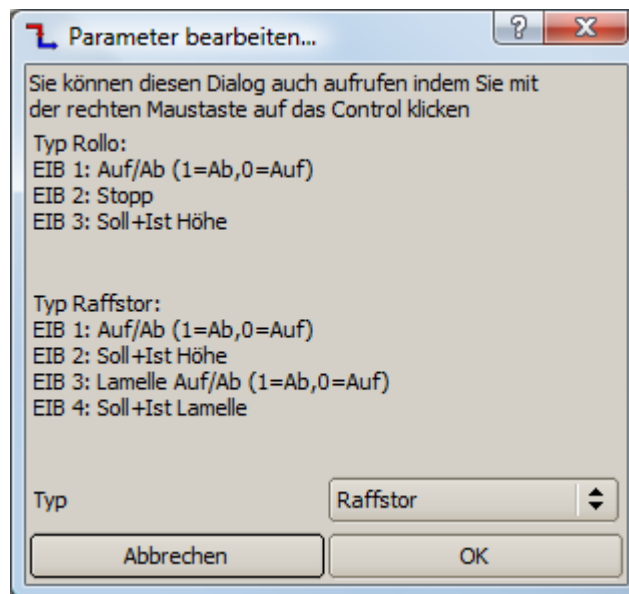 Parameter bearbeiten...
Sie können diesen Dialog auch aufrufen indem Sie mit
der rechten Maustaste auf das Control klicken
Typ Rollo:
EIB 1: Auf/Ab (1=Ab,0=Auf)
EIB 2: Stopp
EIB 3: Soll+Ist Höhe
Typ Raffstor:
EIB 1: Auf/Ab (1=Ab,0=Auf)
EIB 2: Soll+Ist Höhe
EIB 3: Lamelle Auf/Ab (1=Ab,0=Auf)
EIB 4: Soll+Ist Lamelle
Typ Raffstor
Abbrechen OK